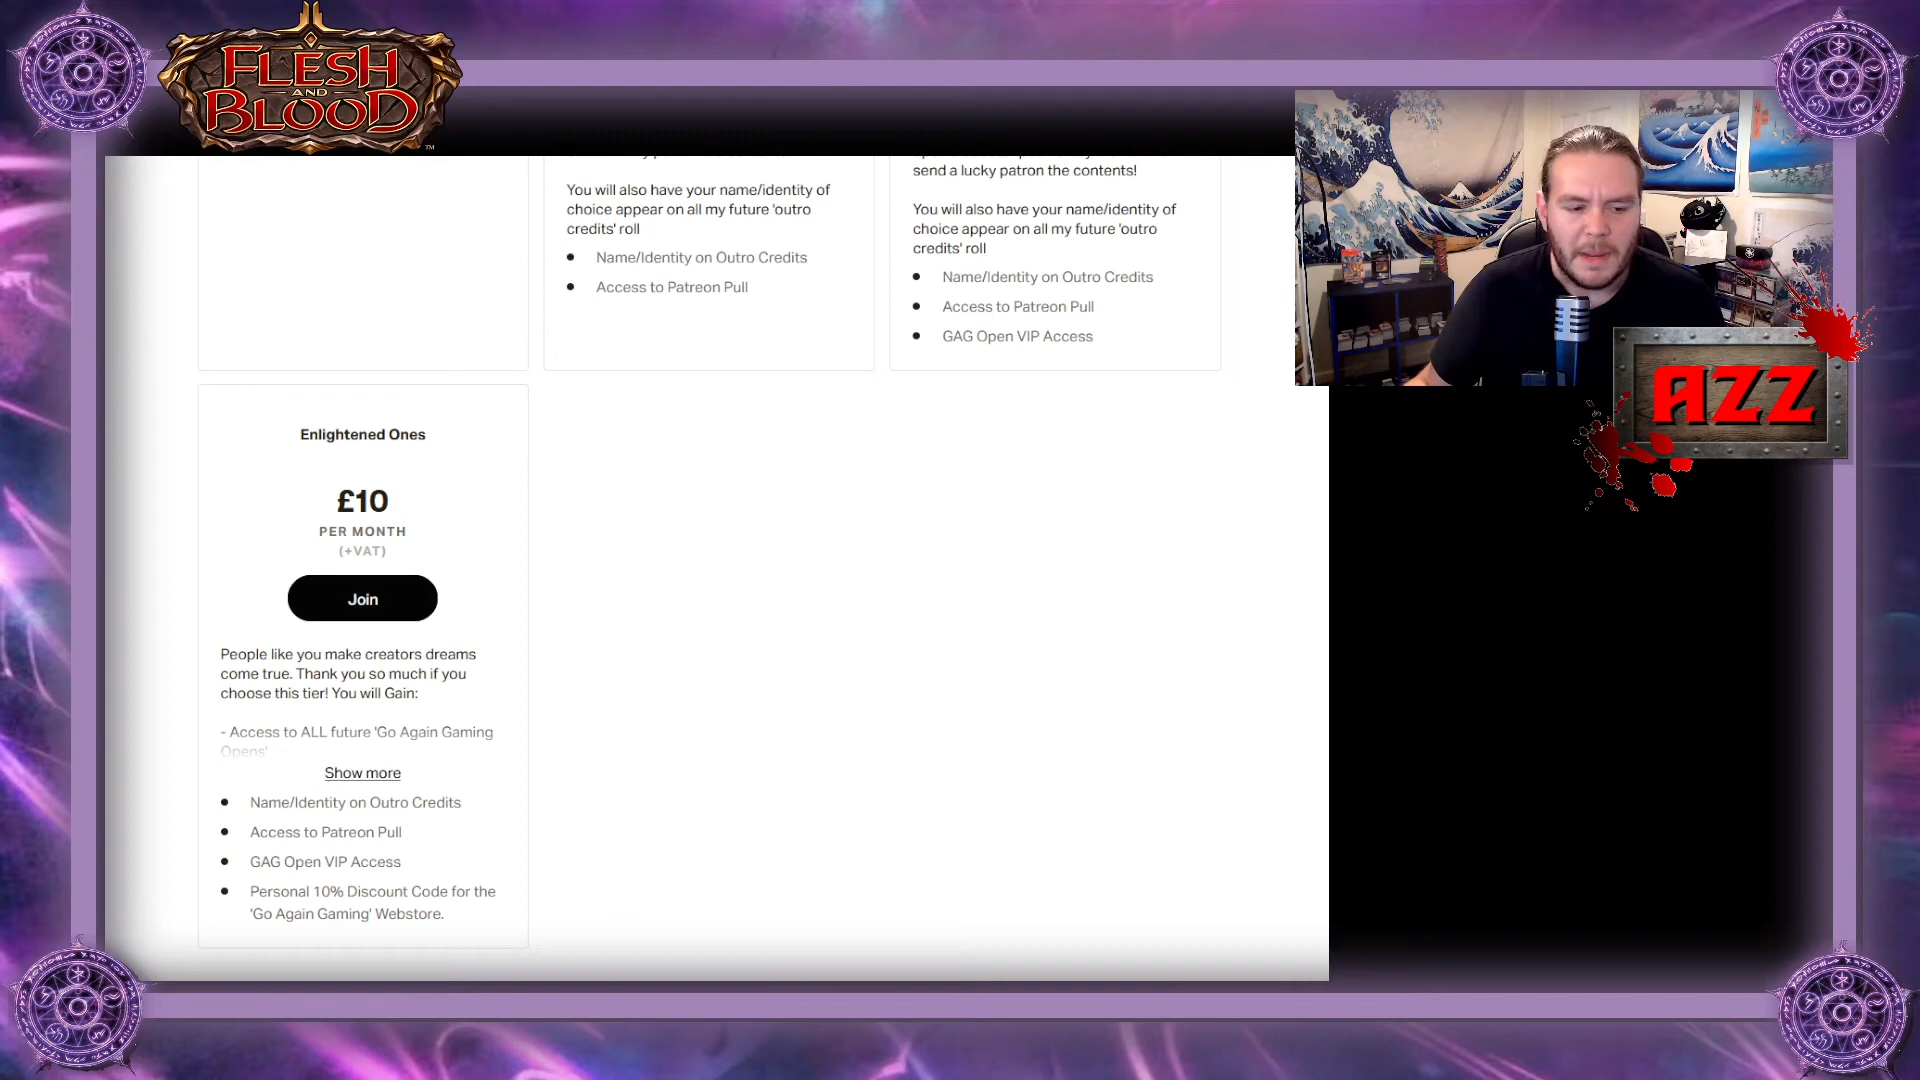 FLESH
AND
BLOOD
TM
You will also have your name/identity of
choice appear on all my future 'outro
credits' roll
Name/Identity on Outro Credits
Access to Patreon Pull
send a lucky patron the contents!
You will also have your name/identity of
choice appear on all my future 'outro
credits' roll
Name/Identity on Outro Credits
Access to Patreon Pull
GAG Open VIP Access
AZZ
Enlightened Ones
£10
PER MONTH
(+VAT)
Join
People like you make creators dreams
come true. Thank you so much if you
choose this tier! You will Gain:
- Access to ALL future 'Go Again Gaming
Opens'
Show more
Name/Identity on Outro Credits
Access to Patreon Pull
GAG Open VIP Access
Personal 10% Discount Code for the
'Go Again Gaming' Webstore.